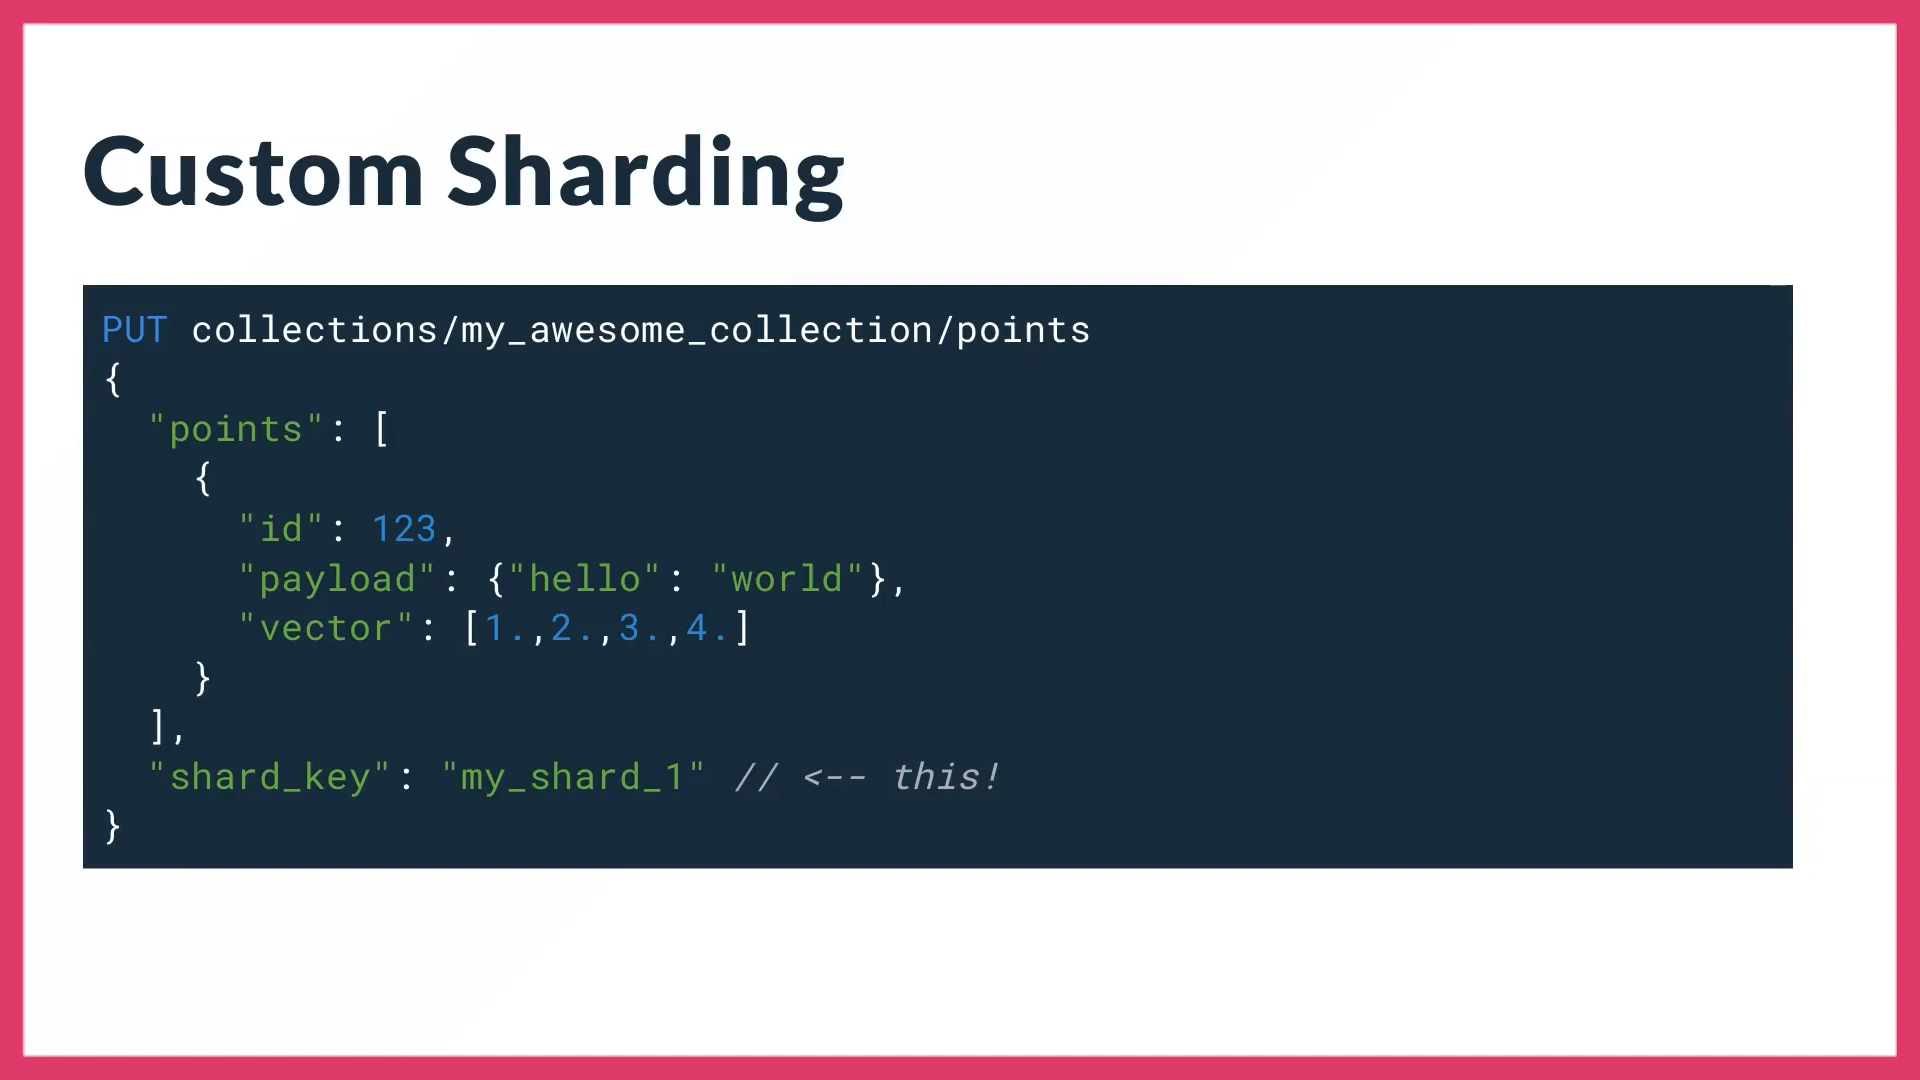 Custom Sharding
PUT collections/my_awesome_collection/points
{
  "points": [
    {
      "id": 123,
      "payload": {"hello": "world"},
      "vector": [1.,2.,3.,4.]
    }
  ],
  "shard_key": "my_shard_1" // <-- this!
}